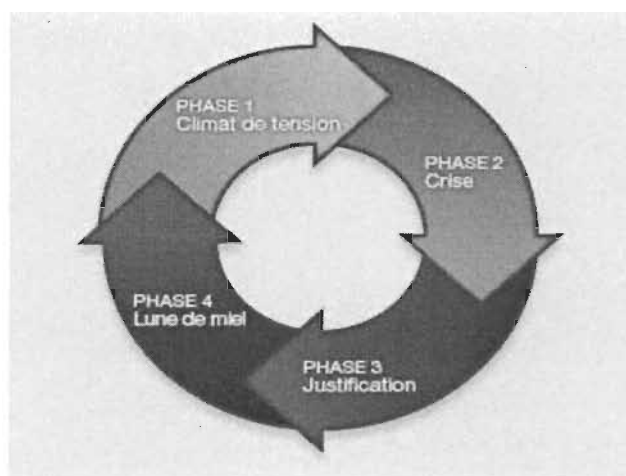 PHASE 1
Climat de tension
PHASE 2
Crise
PHASE 3
Justification
PHASE 4
Lune de miel